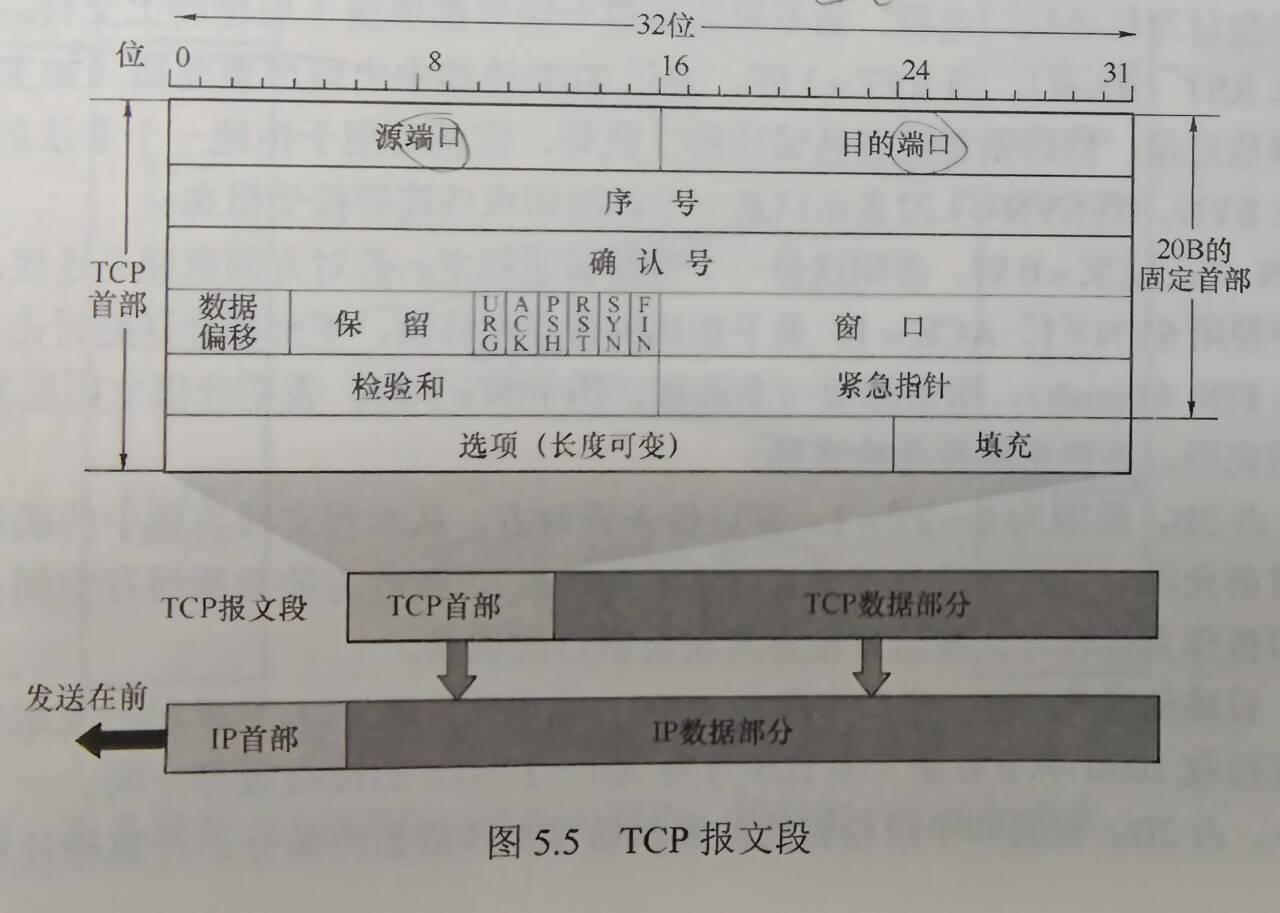 32位
位 0 8 16 24 31
源端口 目的端口
序号
TCP首部 确认号 20B的固定首部
数据偏移 保留 URG ACK PSH RST SYN FIN 窗口
检验和 紧急指针
选项（长度可变） 填充
TCP报文段 TCP首部 TCP数据部分
发送在前
IP首部 IP数据部分
图 5.5 TCP 报文段